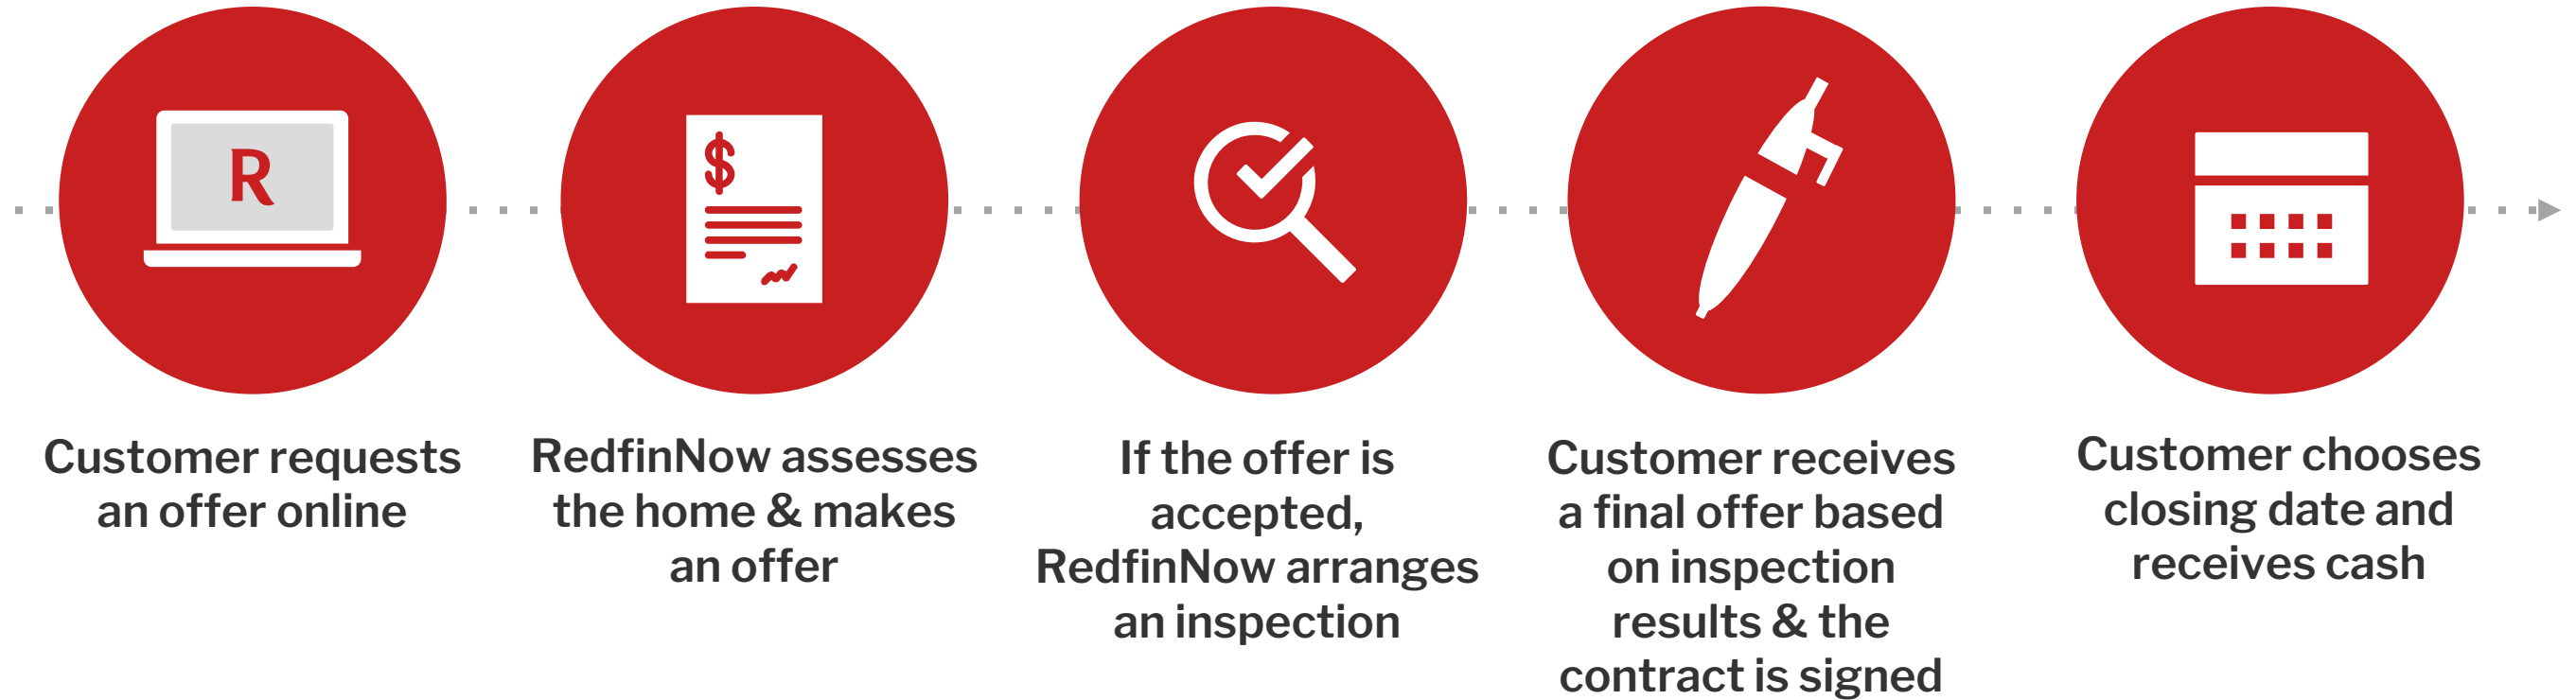 R
$
Customer requests
an offer online
RedfinNow assesses
the home & makes
an offer
If the offer is
accepted,
RedfinNow arranges
an inspection
Customer receives
a final offer based
on inspection
results & the
contract is signed
Customer chooses
closing date and
receives cash